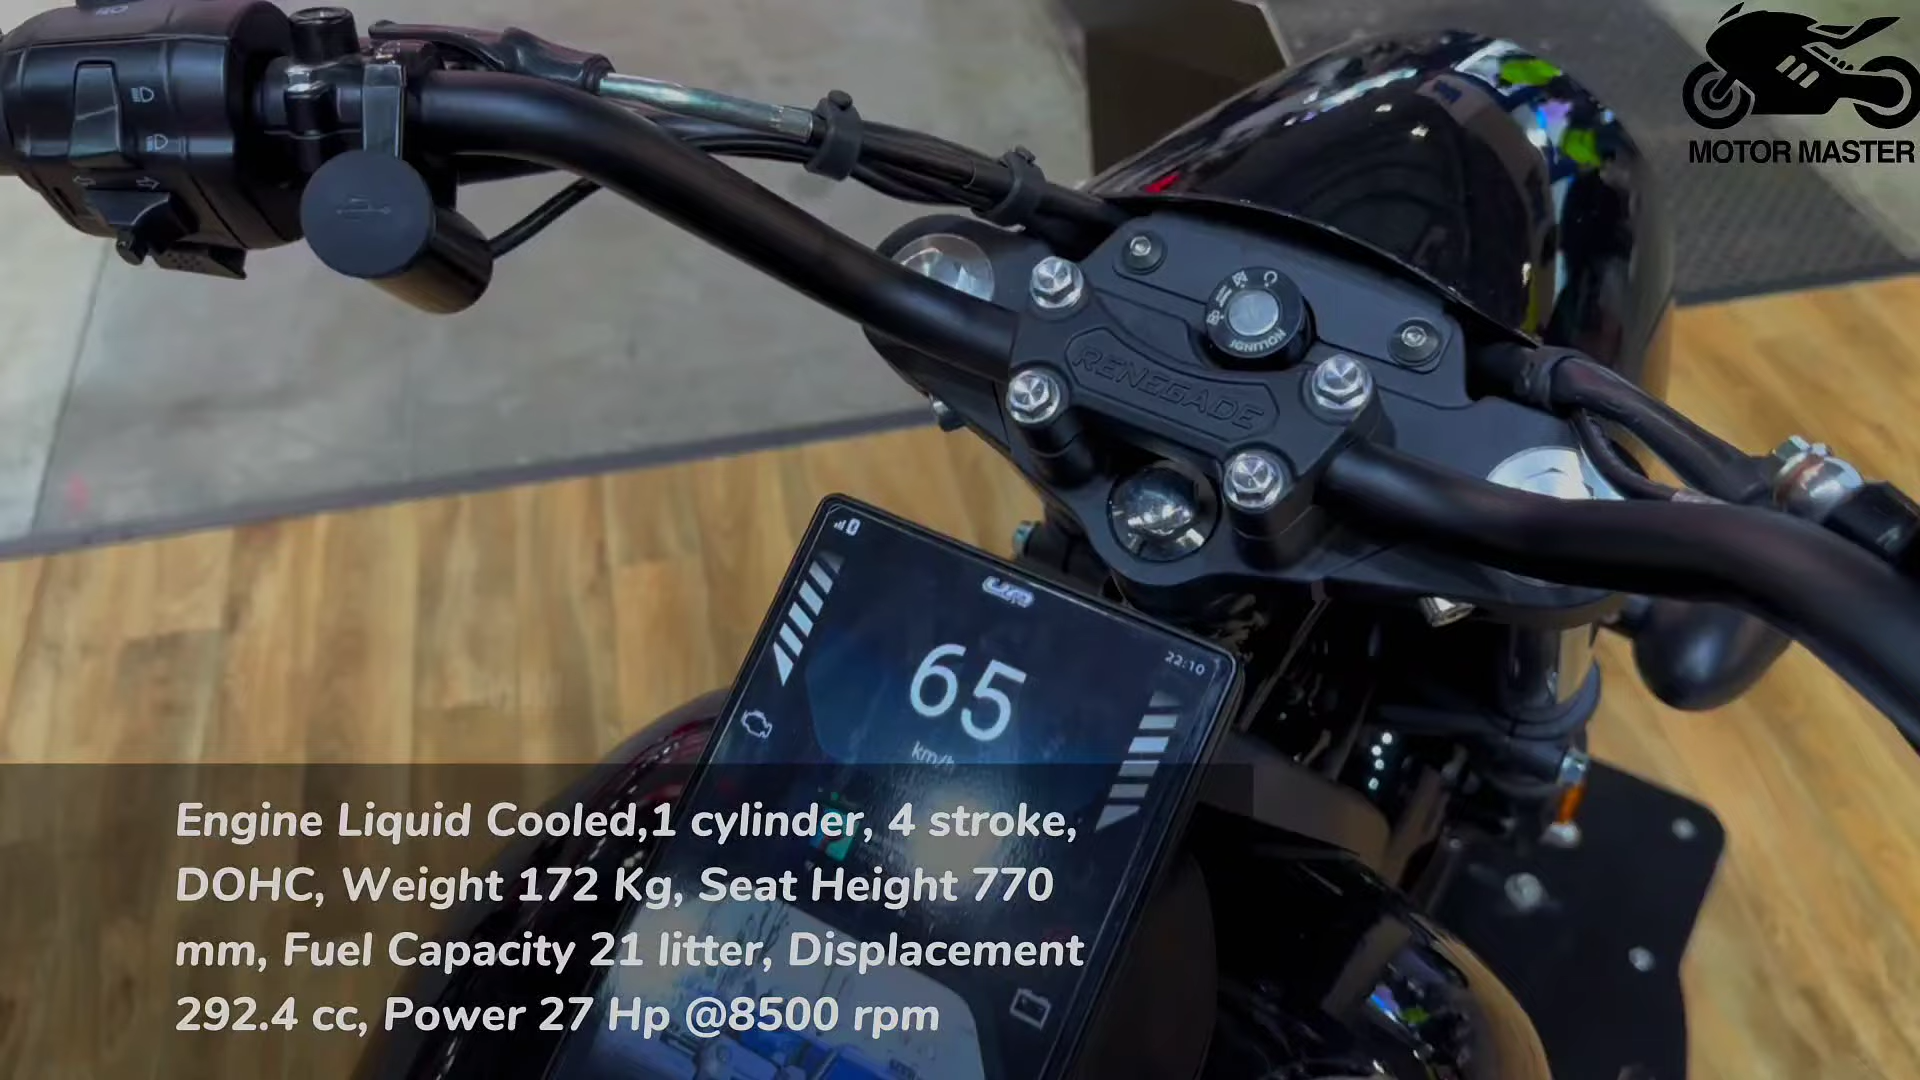 MOTOR MASTER
IGNITION
RENEGADE
22:10
65
km/h
Engine Liquid Cooled,1 cylinder, 4 stroke,
DOHC, Weight 172 Kg, Seat Height 770
mm, Fuel Capacity 21 litter, Displacement
292.4 cc, Power 27 Hp @8500 rpm